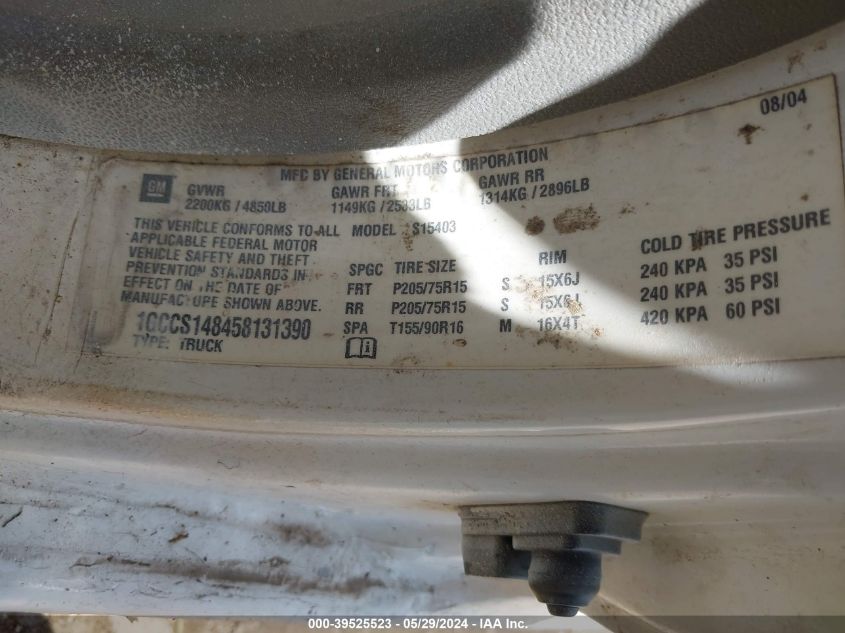 08/04
MFC BY GENERAL MOTORS CORPORATION
GM GVWR GAWR FRT GAWR RR
2200KG / 4850LB 1149KG / 2533LB 1314KG / 2896LB
THIS VEHICLE CONFORMS TO ALL MODEL S15403
APPLICABLE FEDERAL MOTOR
VEHICLE SAFETY AND THEFT
PREVENTION STANDARDS IN
EFFECT ON THE DATE OF
MANUFACTURE SHOWN ABOVE.
1GCCS148458131390
TYPE: TRUCK
SPGC TIRE SIZE RIM COLD TIRE PRESSURE
FRT P205/75R15 S 15X6J 240 KPA 35 PSI
RR P205/75R15 S 15X6J 240 KPA 35 PSI
SPA T155/90R16 M 16X4T 420 KPA 60 PSI
000-39525523 - 05/29/2024 - IAA Inc.